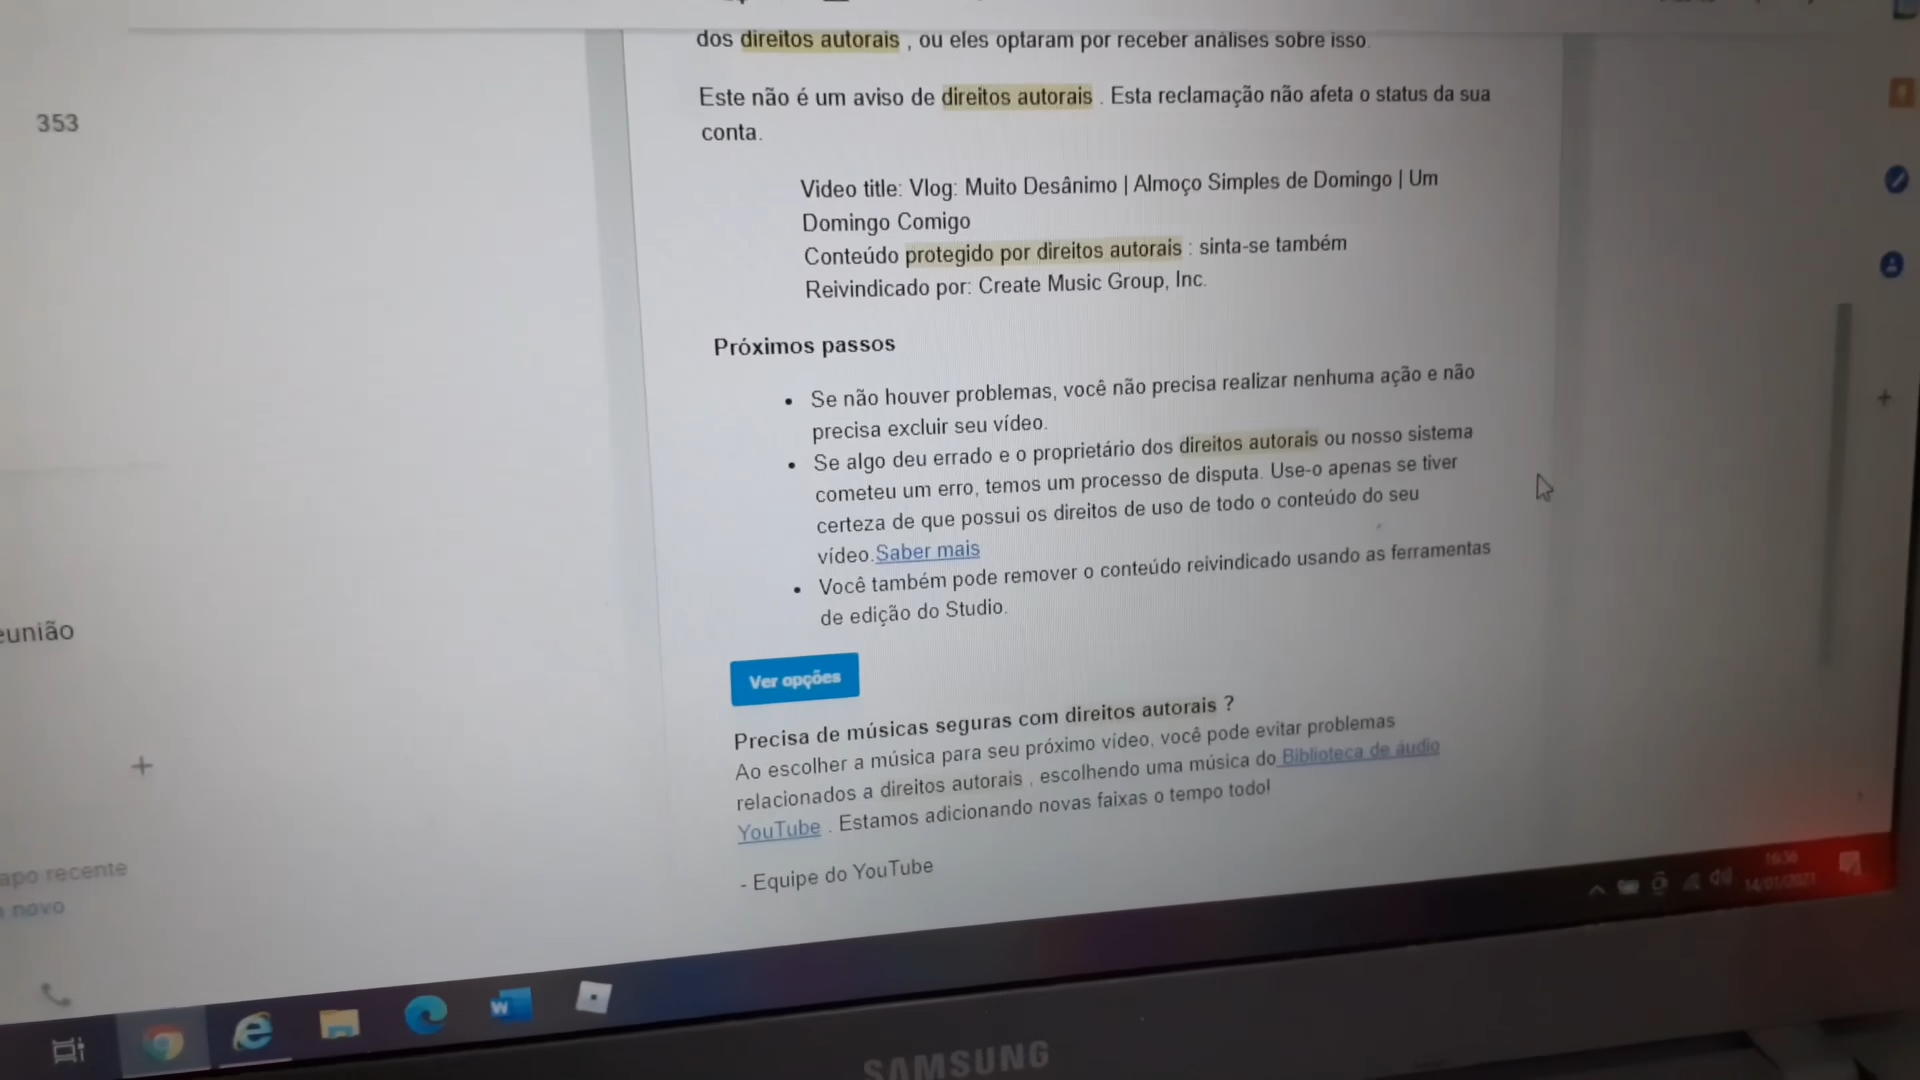 dos direitos autorais , ou eles optaram por receber análises sobre isso.
Este não é um aviso de direitos autorais . Esta reclamação não afeta o status da sua
conta.
353
Video title: Vlog: Muito Desânimo | Almoço Simples de Domingo | Um
Domingo Comigo
Conteúdo protegido por direitos autorais : sinta-se também
Reivindicado por: Create Music Group, Inc.
Próximos passos
• Se não houver problemas, você não precisa realizar nenhuma ação e não
precisa excluir seu vídeo.
• Se algo deu errado e o proprietário dos direitos autorais ou nosso sistema
cometeu um erro, temos um processo de disputa. Use-o apenas se tiver
certeza de que possui os direitos de uso de todo o conteúdo do seu
vídeo.Saber mais
• Você também pode remover o conteúdo reivindicado usando as ferramentas
de edição do Studio.
eunião
Ver opções
Precisa de músicas seguras com direitos autorais ?
Ao escolher a música para seu próximo vídeo, você pode evitar problemas
relacionados a direitos autorais , escolhendo uma música do Biblioteca de áudio
YouTube . Estamos adicionando novas faixas o tempo todo!
- Equipe do YouTube
apo recente
novo
16:36
14/01/2021
SAMSUNG